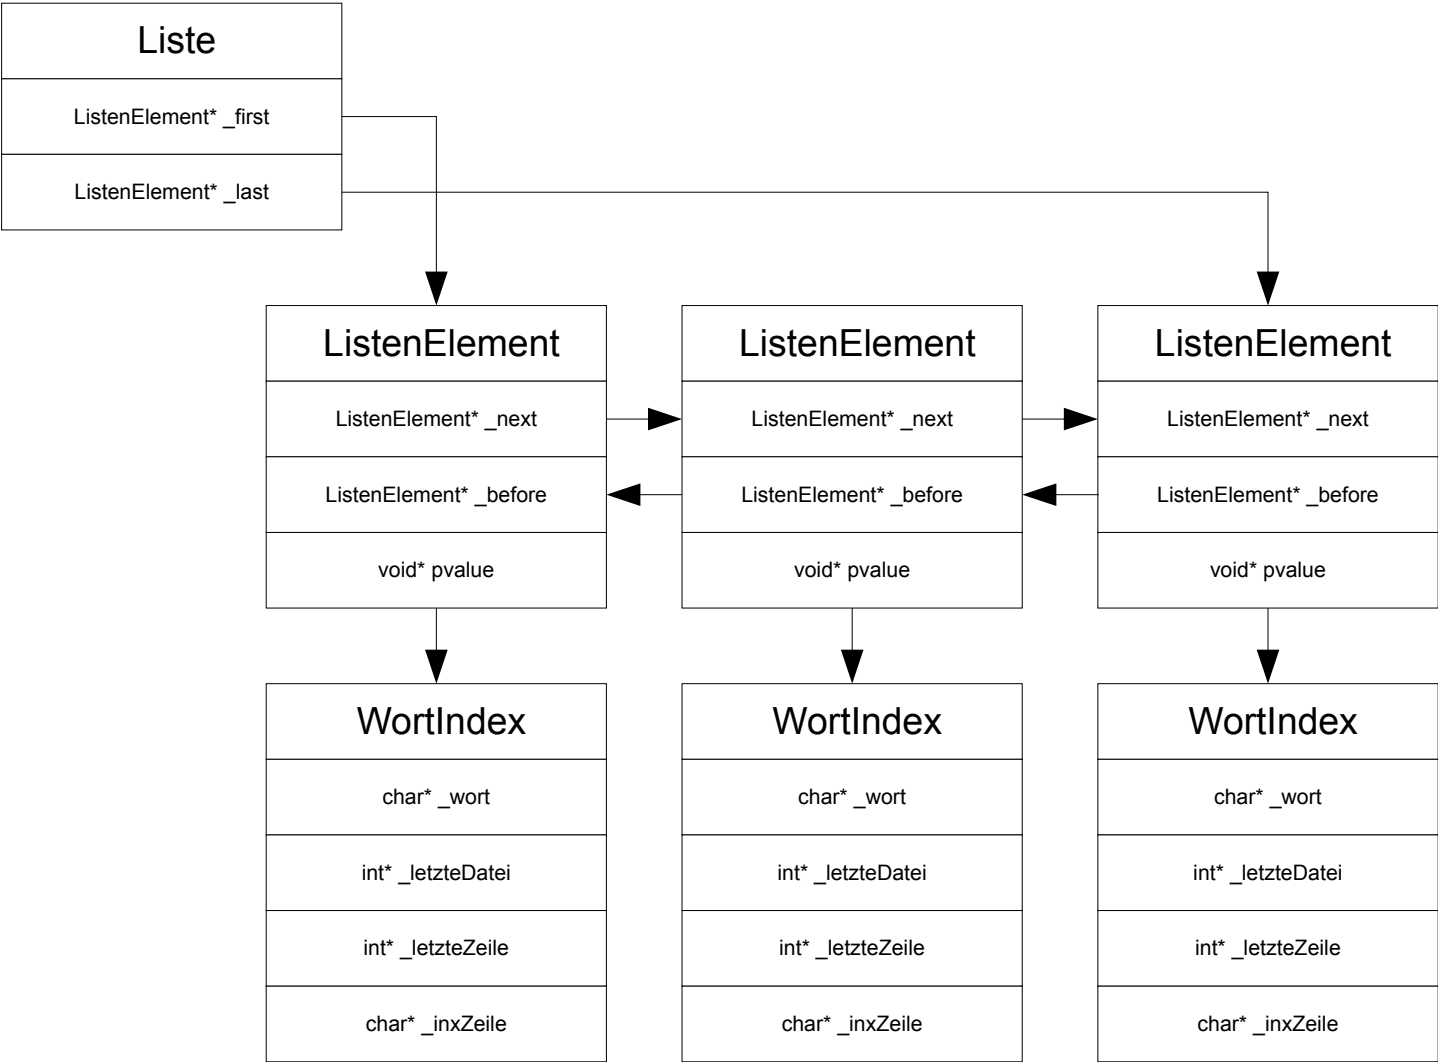 Liste
ListenElement* _first
ListenElement* _last
ListenElement
ListenElement* _next
ListenElement* _before
void* pvalue
ListenElement
ListenElement* _next
ListenElement* _before
void* pvalue
ListenElement
ListenElement* _next
ListenElement* _before
void* pvalue
WortIndex
char* _wort
int* _letzteDatei
int* _letzteZeile
char* _inxZeile
WortIndex
char* _wort
int* _letzteDatei
int* _letzteZeile
char* _inxZeile
WortIndex
char* _wort
int* _letzteDatei
int* _letzteZeile
char* _inxZeile